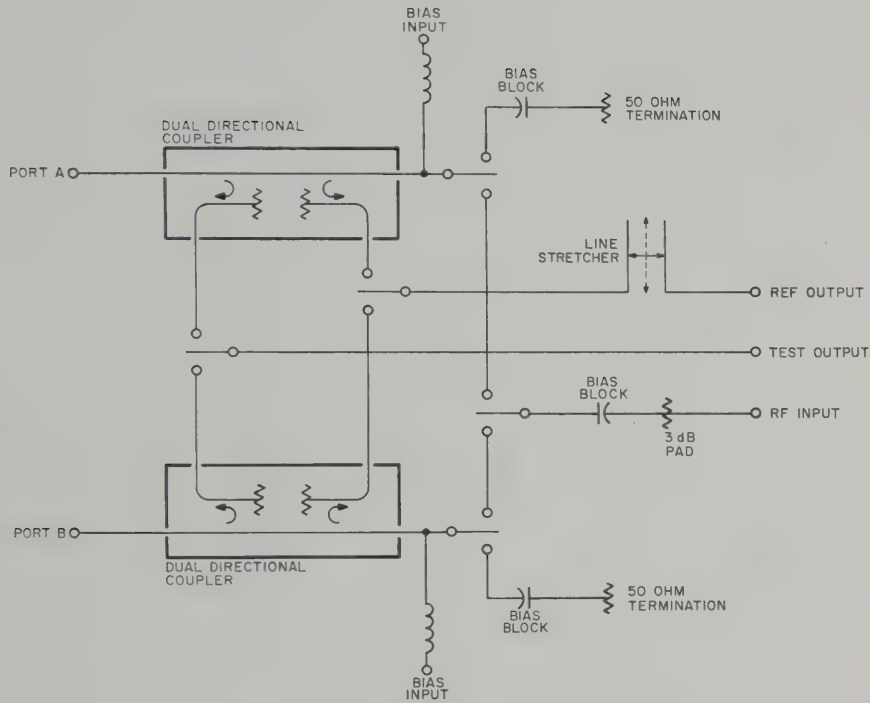 BIAS
INPUT
BIAS
BLOCK
50 OHM
TERMINATION
DUAL DIRECTIONAL
COUPLER
PORT A
LINE
STRETCHER
REF OUTPUT
TEST OUTPUT
BIAS
BLOCK
RF INPUT
3 dB
PAD
PORT B
DUAL DIRECTIONAL
COUPLER
50 OHM
TERMINATION
BIAS
BLOCK
BIAS
INPUT